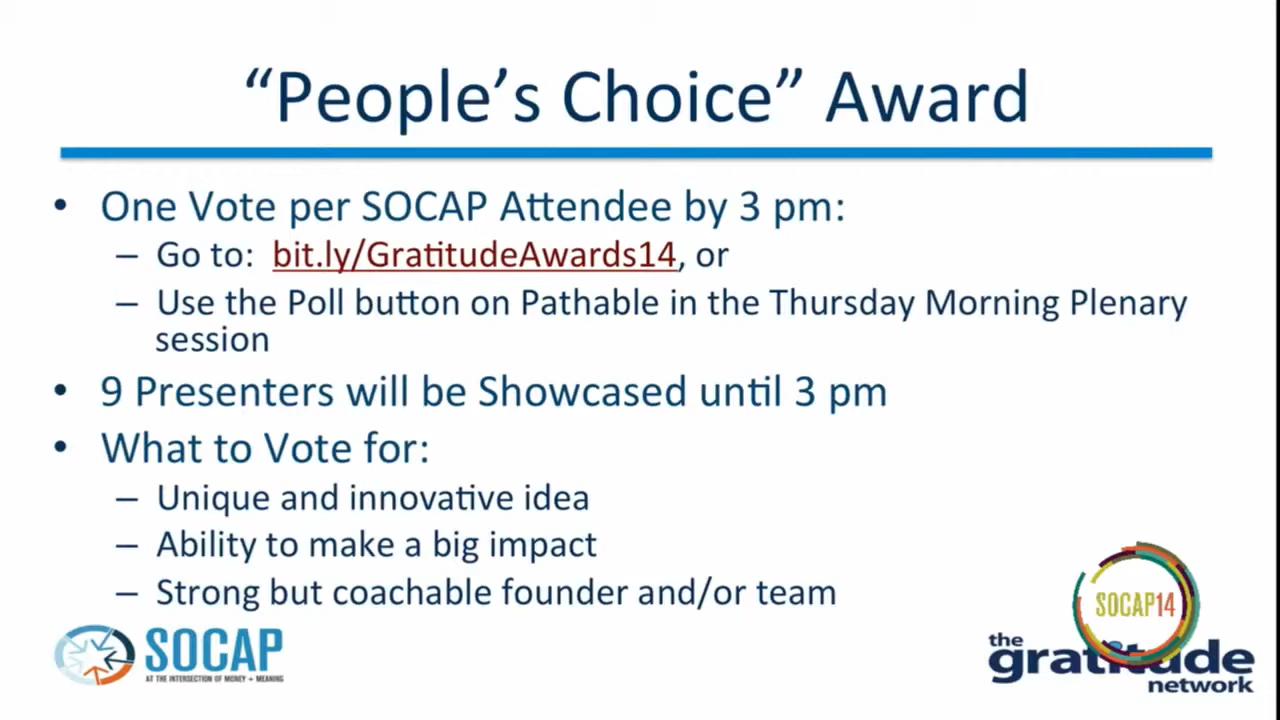 “People’s Choice” Award
• One Vote per SOCAP Attendee by 3 pm:
– Go to: bit.ly/GratitudeAwards14, or
– Use the Poll button on Pathable in the Thursday Morning Plenary
session
• 9 Presenters will be Showcased until 3 pm
• What to Vote for:
– Unique and innovative idea
– Ability to make a big impact
– Strong but coachable founder and/or team
SOCAP
AT THE INTERSECTION OF MONEY + MEANING
SOCAP14
the
gratitude
network